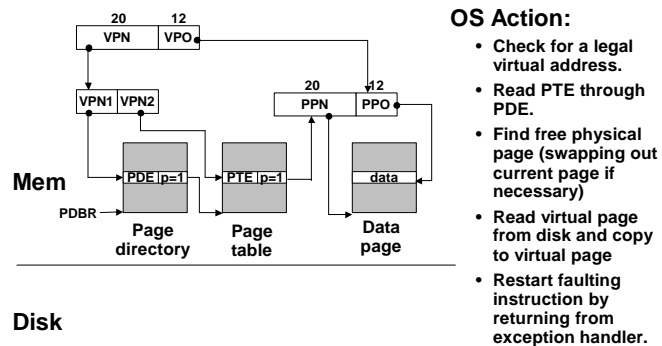 20 12
VPN VPO
VPN1 VPN2
20 12
PPN PPO
Mem
PDE p=1
PTE p=1
data
PDBR
Page
directory
Page
table
Data
page
Disk
OS Action:
• Check for a legal
virtual address.
• Read PTE through
PDE.
• Find free physical
page (swapping out
current page if
necessary)
• Read virtual page
from disk and copy
to virtual page
• Restart faulting
instruction by
returning from
exception handler.